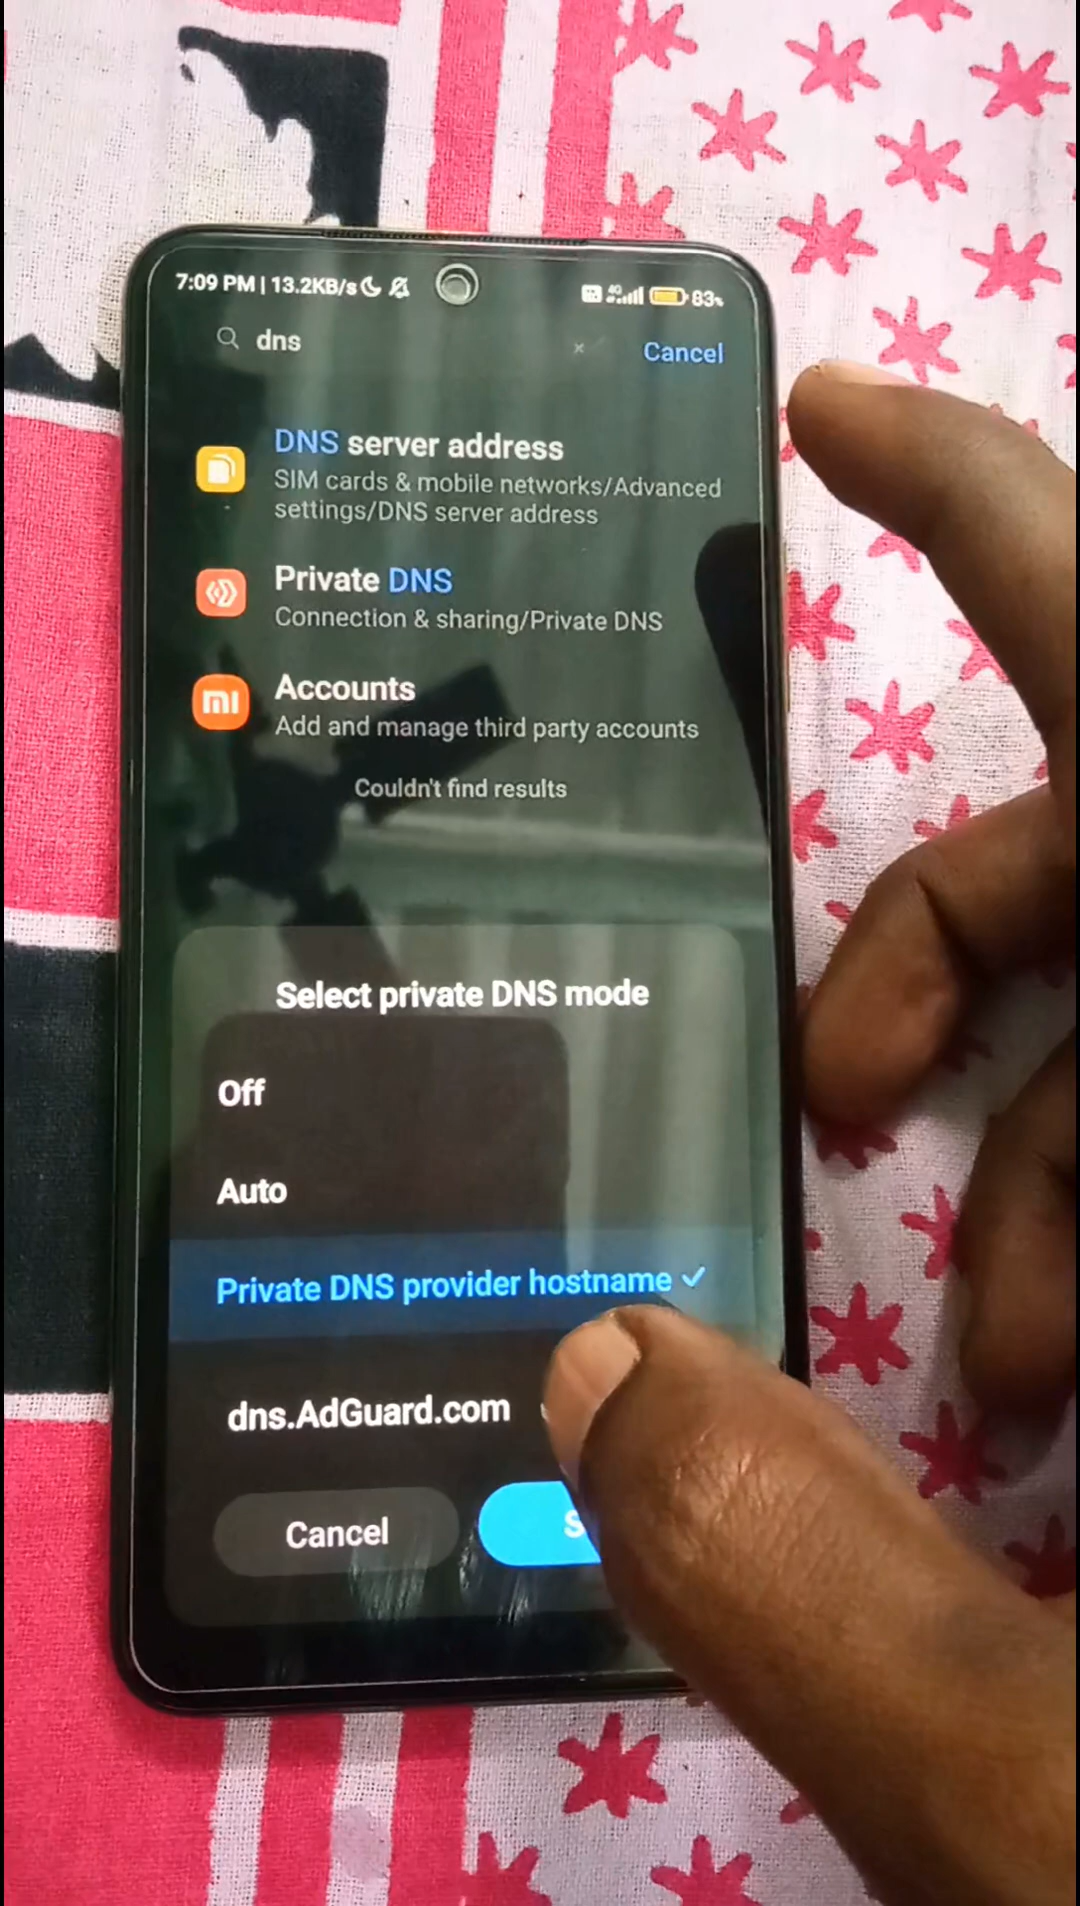 7:09 PM | 13.2KB/s 4G 83%
dns Cancel
DNS server address
SIM cards & mobile networks/Advanced
settings/DNS server address
Private DNS
Connection & sharing/Private DNS
mi Accounts
Add and manage third party accounts
Couldn't find results
Select private DNS mode
Off
Auto
Private DNS provider hostname
dns.AdGuard.com
Cancel